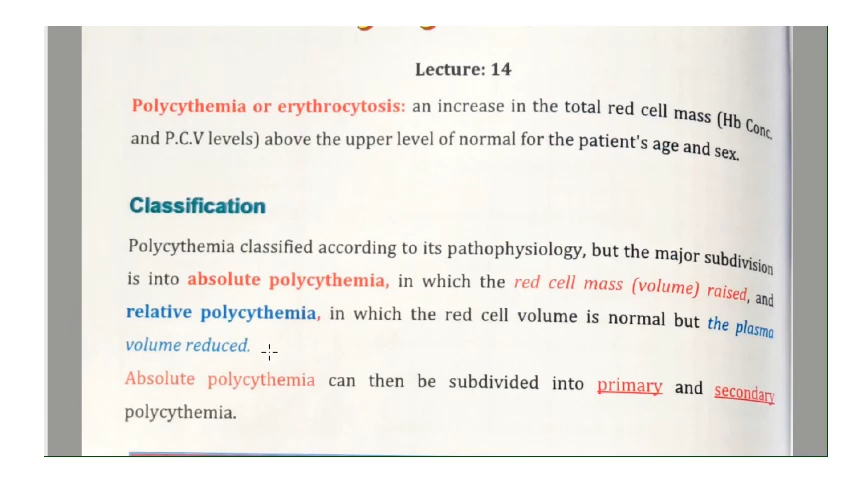 Lecture: 14
Polycythemia or erythrocytosis: an increase in the total red cell mass (Hb Conc.
and P.C.V levels) above the upper level of normal for the patient's age and sex.
Classification
Polycythemia classified according to its pathophysiology, but the major subdivision
is into absolute polycythemia, in which the red cell mass (volume) raised, and
relative polycythemia, in which the red cell volume is normal but the plasma
volume reduced.
Absolute polycythemia can then be subdivided into primary and secondary
polycythemia.